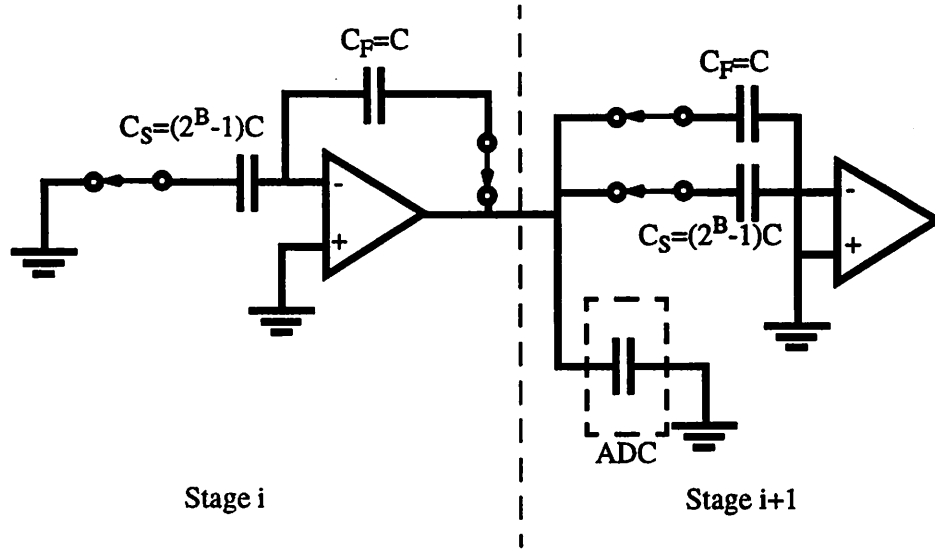 C_F=C
C_S=(2^B-1)C
-
+
Stage i
C_F=C
C_S=(2^B-1)C
-
+
ADC
Stage i+1